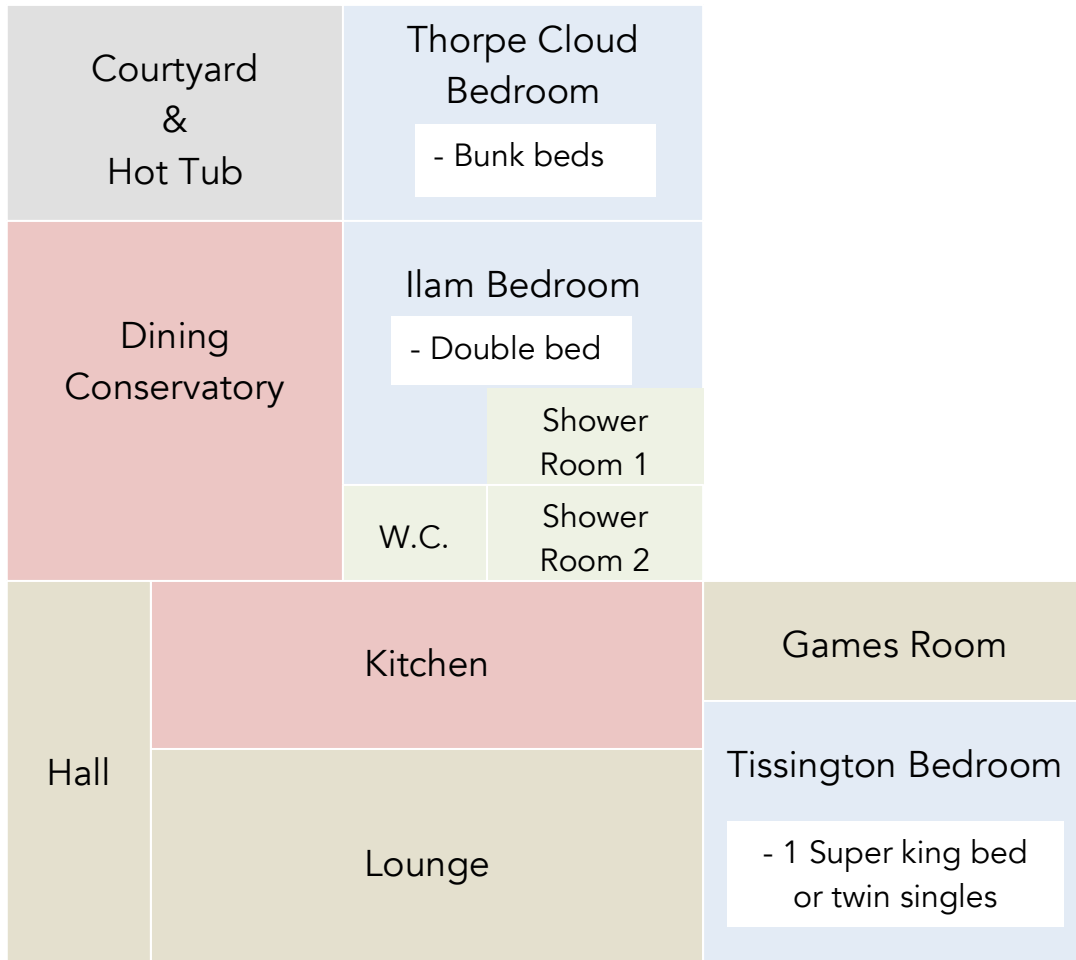 Courtyard
&
Hot Tub
Thorpe Cloud
Bedroom
- Bunk beds
Dining
Conservatory
Ilam Bedroom
- Double bed
Shower
Room 1
W.C.
Shower
Room 2
Hall
Kitchen
Games Room
Lounge
Tissington Bedroom
- 1 Super king bed
or twin singles